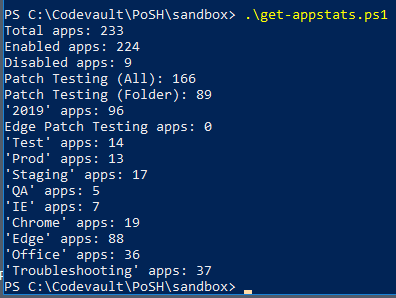 PS C:\Codevault\PoSH\sandbox> .\get-appstats.ps1
Total apps: 233
Enabled apps: 224
Disabled apps: 9
Patch Testing (All): 166
Patch Testing (Folder): 89
'2019' apps: 96
Edge Patch Testing apps: 0
'Test' apps: 14
'Prod' apps: 13
'Staging' apps: 17
'QA' apps: 5
'IE' apps: 7
'Chrome' apps: 19
'Edge' apps: 88
'Office' apps: 36
'Troubleshooting' apps: 37
PS C:\Codevault\PoSH\sandbox>